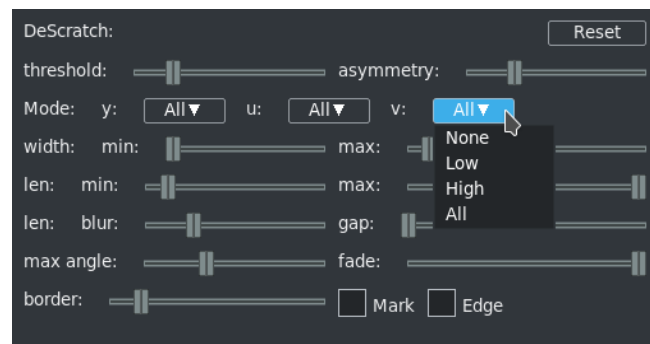 DeScratch: Reset
threshold: asymmetry:
Mode: y: All▼ u: All▼ v: All▼
width: min: max:
None
Low
len: min: max:
High
All
len: blur: gap:
max angle: fade:
border: Mark Edge